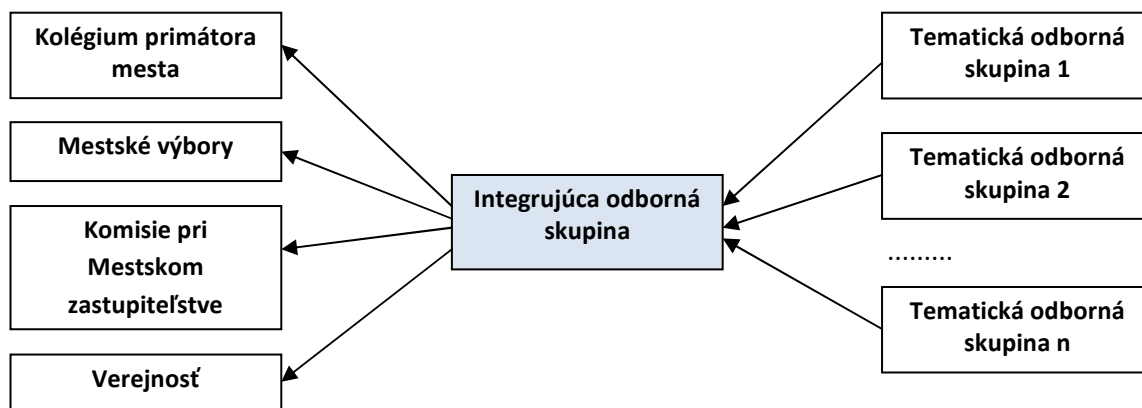 Kolégium primátora
mesta
Mestské výbory
Komisie pri
Mestskom
zastupiteľstve
Verejnosť
Integrujúca odborná
skupina
Tematická odborná
skupina 1
Tematická odborná
skupina 2
.........
Tematická odborná
skupina n